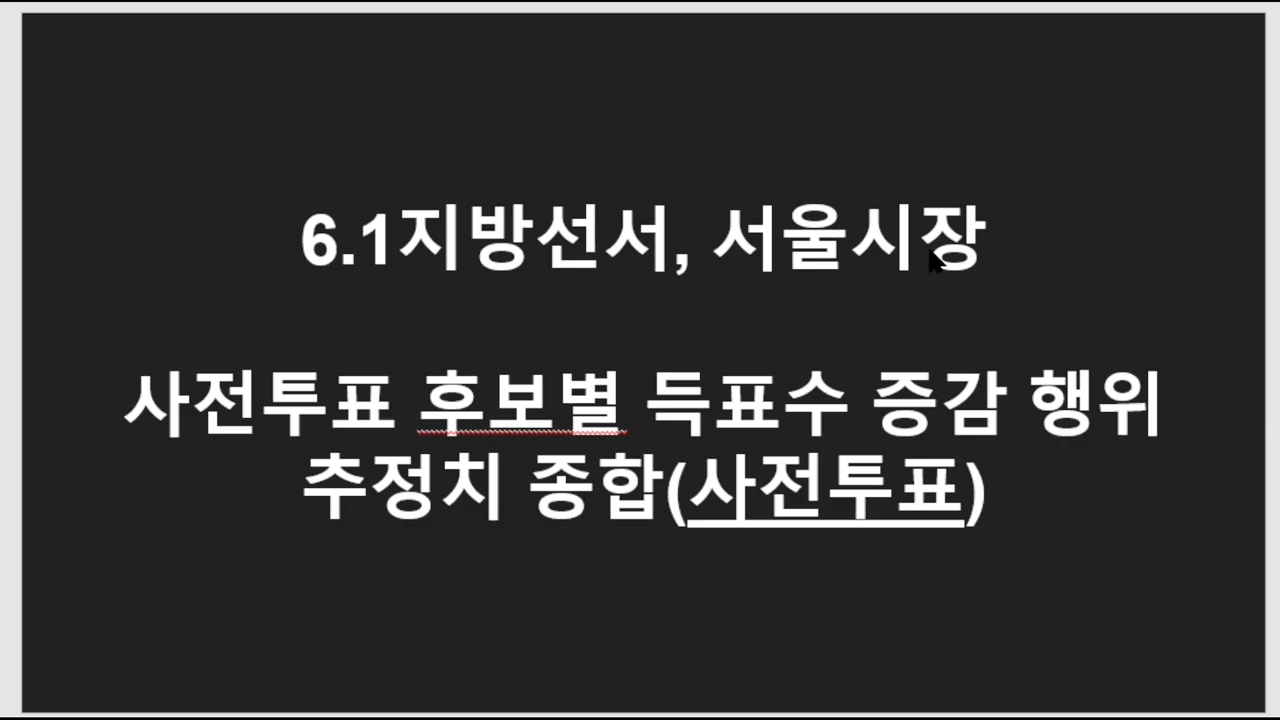 6.1지방선서, 서울시장
사전투표 후보별 득표수 증감 행위
추정치 종합(사전투표)